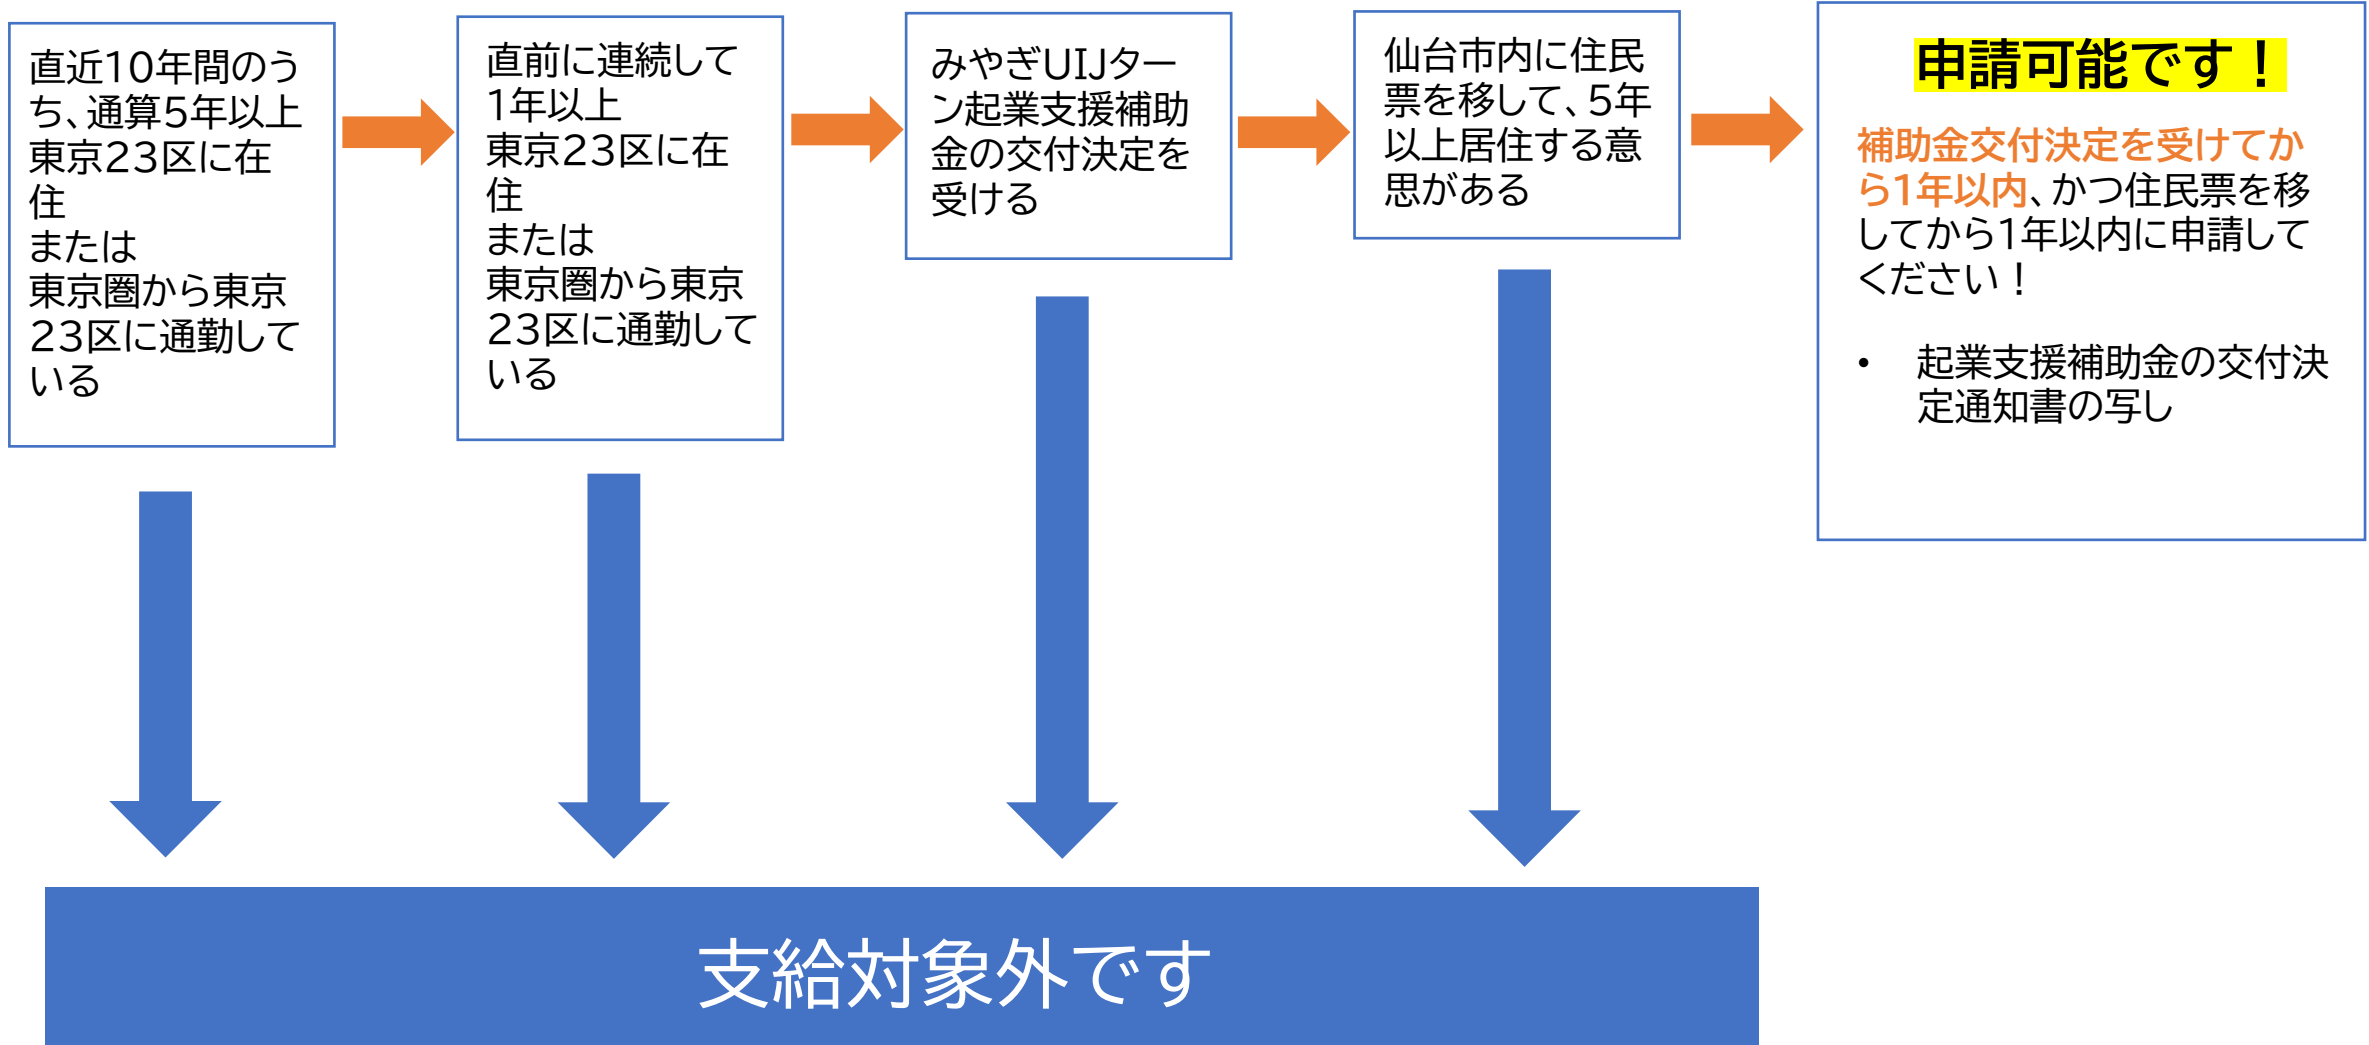 直近10年間のう
ち、通算5年以上
東京23区に在
住
または
東京圏から東京
23区に通勤して
いる
直前に連続して
1年以上
東京23区に在
住
または
東京圏から東京
23区に通勤して
いる
みやぎUIJター
ン起業支援補助
金の交付決定を
受ける
仙台市内に住民
票を移して、5年
以上居住する意
思がある
申請可能です！
補助金交付決定を受けてか
ら1年以内、かつ住民票を移
してから1年以内に申請して
ください！
• 起業支援補助金の交付決
定通知書の写し
支給対象外です